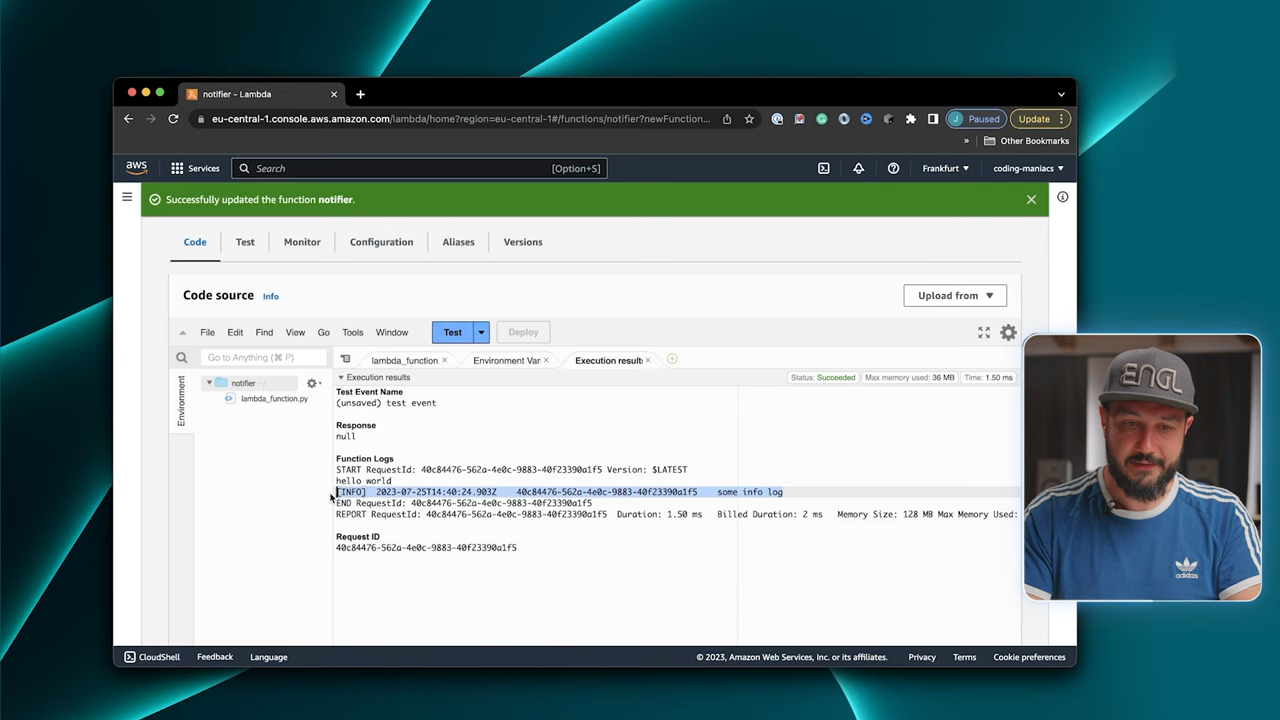 notifier - Lambda
eu-central-1.console.aws.amazon.com/lambda/home?region=eu-central-1#/functions/notifier?newFunction...
J Paused
Update
» Other Bookmarks
aws
Services
Search
[Option+S]
Frankfurt
coding-maniacs
Successfully updated the function notifier.
Code
Test
Monitor
Configuration
Aliases
Versions
Code source
Info
Upload from
File
Edit
Find
View
Go
Tools
Window
Test
Deploy
Go to Anything (⌘ P)
lambda_function
Environment Var
Execution results
Environment
notifier - /
lambda_function.py
Execution results
Status: Succeeded
Max memory used: 36 MB
Time: 1.50 ms
Test Event Name
(unsaved) test event
Response
null
Function Logs
START RequestId: 40c84476-562a-4e0c-9883-40f23390a1f5 Version: $LATEST
hello world
[INFO] 2023-07-25T14:40:24.903Z 40c84476-562a-4e0c-9883-40f23390a1f5 some info log
END RequestId: 40c84476-562a-4e0c-9883-40f23390a1f5
REPORT RequestId: 40c84476-562a-4e0c-9883-40f23390a1f5 Duration: 1.50 ms Billed Duration: 2 ms Memory Size: 128 MB Max Memory Used:
Request ID
40c84476-562a-4e0c-9883-40f23390a1f5
ENGL
adidas
CloudShell
Feedback
Language
© 2023, Amazon Web Services, Inc. or its affiliates.
Privacy
Terms
Cookie preferences